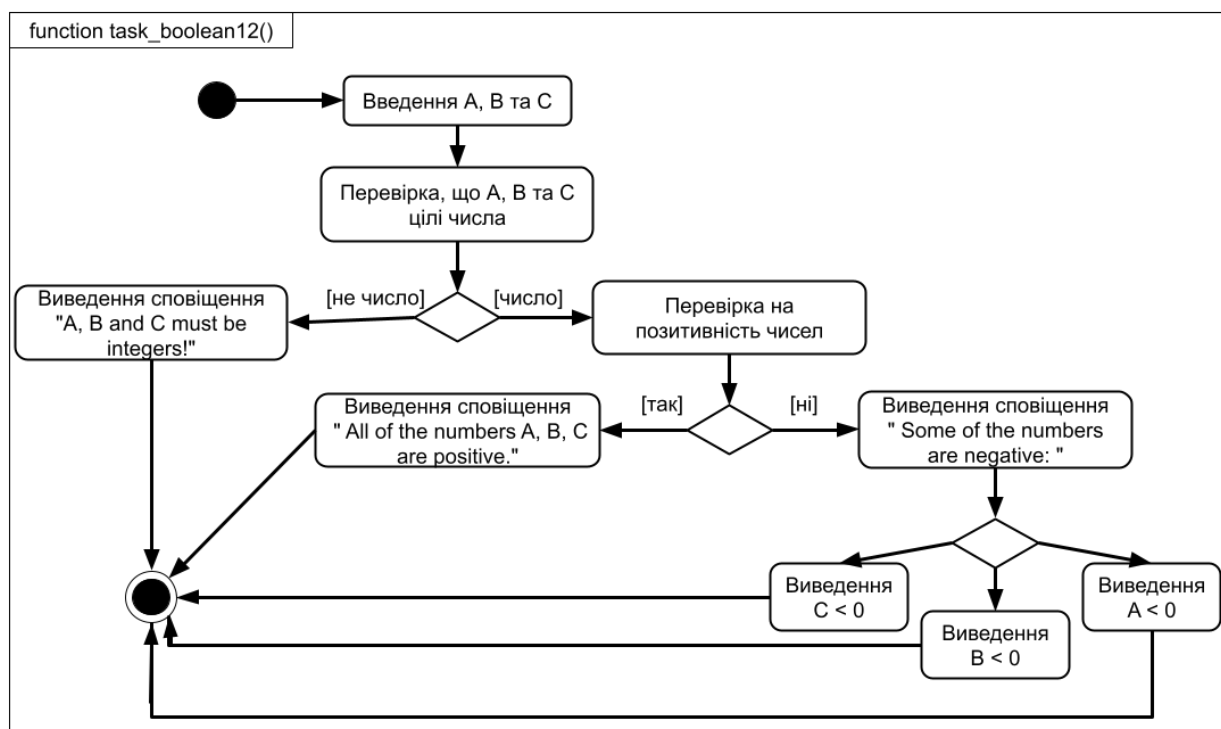 function task_boolean12()
Введення А, В та С
Перевірка, що А, В та С
цілі числа
[не число]
[число]
Виведення сповіщення
"A, B and C must be
integers!"
Перевірка на
позитивність чисел
[так]
[ні]
Виведення сповіщення
" All of the numbers A, B, C
are positive."
Виведення сповіщення
" Some of the numbers
are negative: "
Виведення
C < 0
Виведення
B < 0
Виведення
A < 0